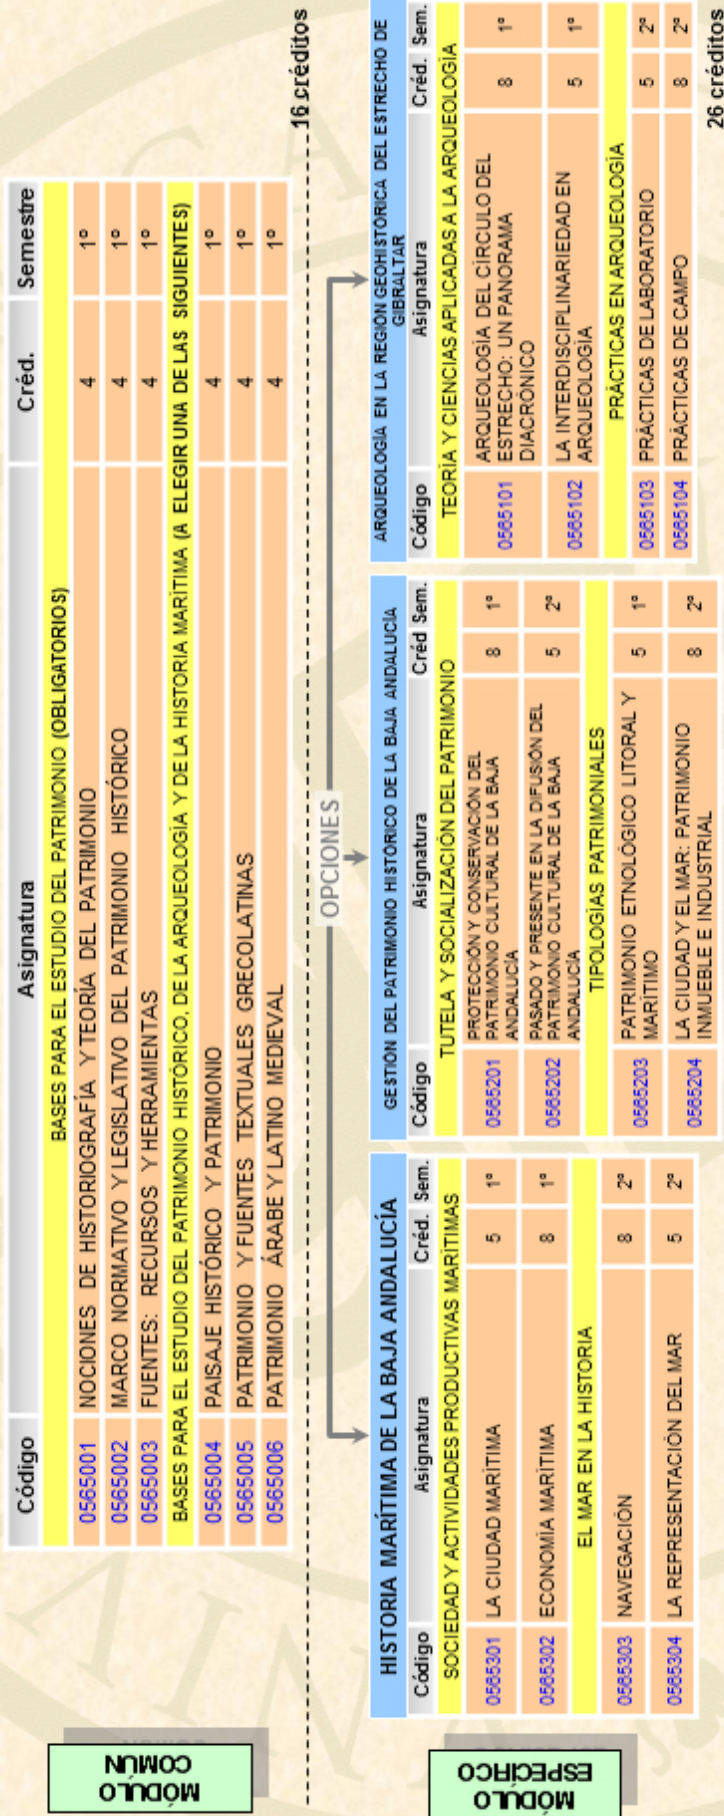 MÓDULO
COMÚN
Código Asignatura Créd. Semestre
BASES PARA EL ESTUDIO DEL PATRIMONIO (OBLIGATORIOS)
0565001 NOCIONES DE HISTORIOGRAFÍA Y TEORÍA DEL PATRIMONIO 4 1º
0565002 MARCO NORMATIVO Y LEGISLATIVO DEL PATRIMONIO HISTÓRICO 4 1º
0565003 FUENTES: RECURSOS Y HERRAMIENTAS 4 1º
BASES PARA EL ESTUDIO DEL PATRIMONIO HISTÓRICO, DE LA ARQUEOLOGÍA Y DE LA HISTORIA MARÍTIMA (A ELEGIR UNA DE LAS SIGUIENTES)
0565004 PAISAJE HISTÓRICO Y PATRIMONIO 4 1º
0565005 PATRIMONIO Y FUENTES TEXTUALES GRECOLATINAS 4 1º
0565006 PATRIMONIO ÁRABE Y LATINO MEDIEVAL 4 1º
16 créditos
OPCIONES
MÓDULO
ESPECÍFICO
HISTORIA MARÍTIMA DE LA BAJA ANDALUCÍA
Código Asignatura Créd. Sem.
SOCIEDAD Y ACTIVIDADES PRODUCTIVAS MARÍTIMAS
0565301 LA CIUDAD MARÍTIMA 5 1º
0565302 ECONOMÍA MARÍTIMA 8 1º
EL MAR EN LA HISTORIA
0565303 NAVEGACIÓN 8 2º
0565304 LA REPRESENTACIÓN DEL MAR 5 2º
GESTIÓN DEL PATRIMONIO HISTÓRICO DE LA BAJA ANDALUCÍA
Código Asignatura Créd Sem.
TUTELA Y SOCIALIZACIÓN DEL PATRIMONIO
0565201 PROTECCIÓN Y CONSERVACIÓN DEL
PATRIMONIO CULTURAL DE LA BAJA
ANDALUCÍA 8 1º
0565202 PASADO Y PRESENTE EN LA DIFUSIÓN DEL
PATRIMONIO CULTURAL DE LA BAJA
ANDALUCÍA 5 2º
TIPOLOGÍAS PATRIMONIALES
0565203 PATRIMONIO ETNOLÓGICO LITORAL Y
MARÍTIMO 5 1º
0565204 LA CIUDAD Y EL MAR: PATRIMONIO
INMUEBLE E INDUSTRIAL 8 2º
ARQUEOLOGÍA EN LA REGIÓN GEOHISTÓRICA DEL ESTRECHO DE
GIBRALTAR
Código Asignatura Créd. Sem.
TEORÍA Y CIENCIAS APLICADAS A LA ARQUEOLOGÍA
0565101 ARQUEOLOGÍA DEL CÍRCULO DEL
ESTRECHO: UN PANORAMA
DIACRÓNICO 8 1º
0565102 LA INTERDISCIPLINARIEDAD EN
ARQUEOLOGÍA 5 1º
PRÁCTICAS EN ARQUEOLOGÍA
0565103 PRÁCTICAS DE LABORATORIO 5 2º
0565104 PRÁCTICAS DE CAMPO 8 2º
26 créditos